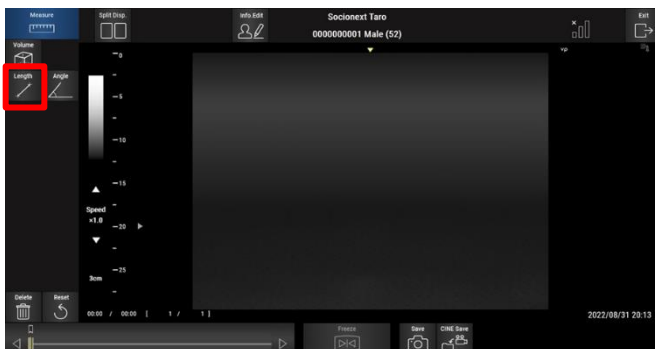 Measure
Split Disp.
Info.Edit
Socionext Taro
0000000001 Male (52)
Exit
Volume
Length
Angle
0
5
10
15
Speed
×1.0
20
25
3cm
VP
Delete
Reset
00:00 / 00:00 [ 1 / 1 ]
2022/08/31 20:13
Freeze
Save
CINE Save